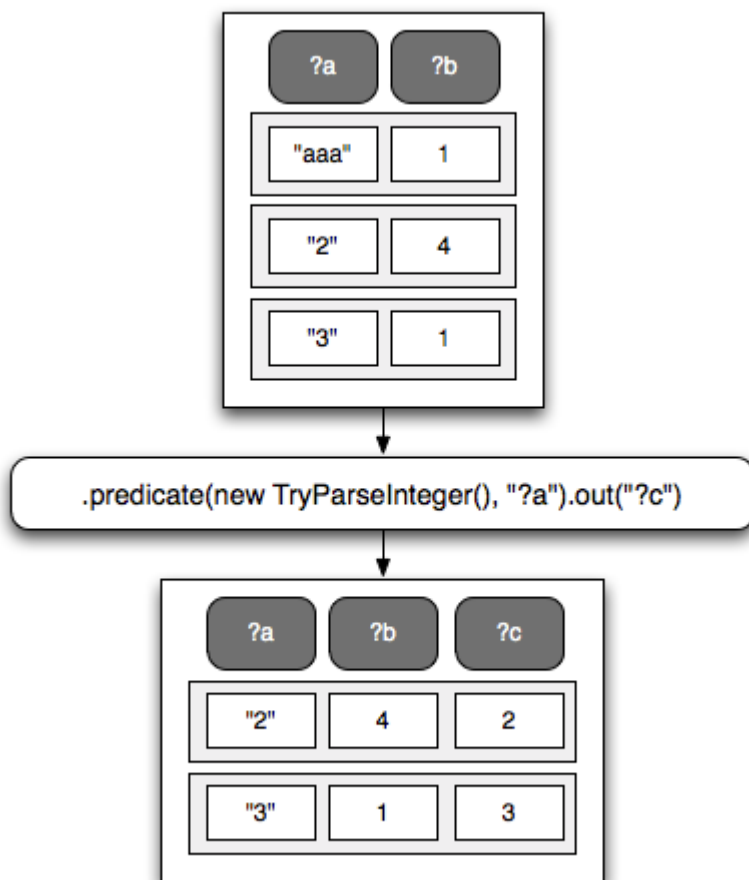 ?a ?b
"aaa" 1
"2" 4
"3" 1
.predicate(new TryParseInteger(), "?a").out("?c")
?a ?b ?c
"2" 4 2
"3" 1 3